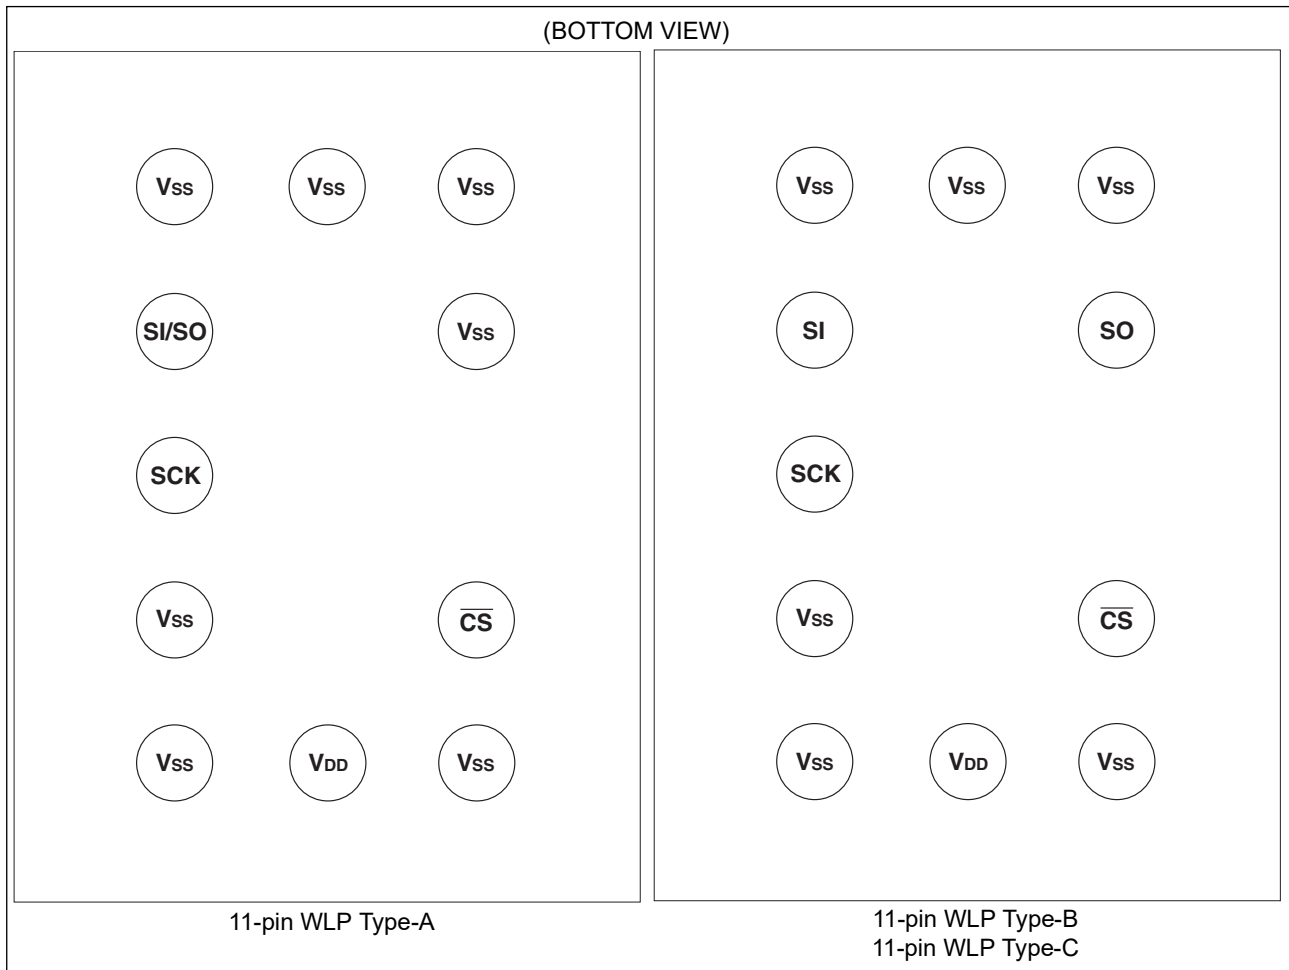 (BOTTOM VIEW)
Vss Vss Vss
SI/SO Vss
SCK
Vss CS
Vss VDD Vss
11-pin WLP Type-A
Vss Vss Vss
SI SO
SCK
Vss CS
Vss VDD Vss
11-pin WLP Type-B
11-pin WLP Type-C